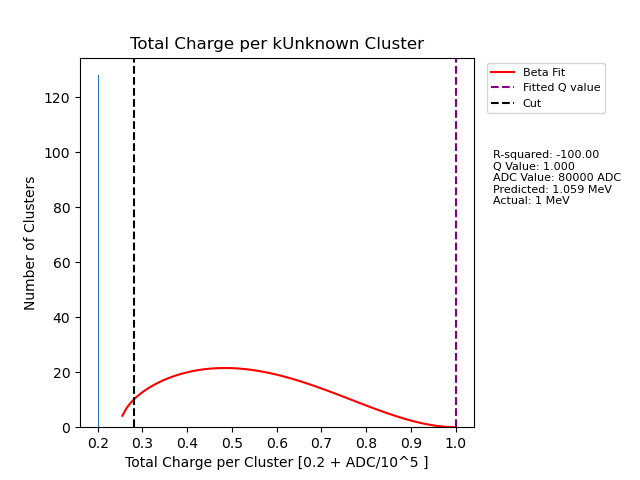 Total Charge per kUnknown Cluster
Beta Fit
Fitted Q value
Cut
R-squared: -100.00
Q Value: 1.000
ADC Value: 80000 ADC
Predicted: 1.059 MeV
Actual: 1 MeV
Number of Clusters
120
100
80
60
40
20
0
0.2 0.3 0.4 0.5 0.6 0.7 0.8 0.9 1.0
Total Charge per Cluster [0.2 + ADC/10^5 ]